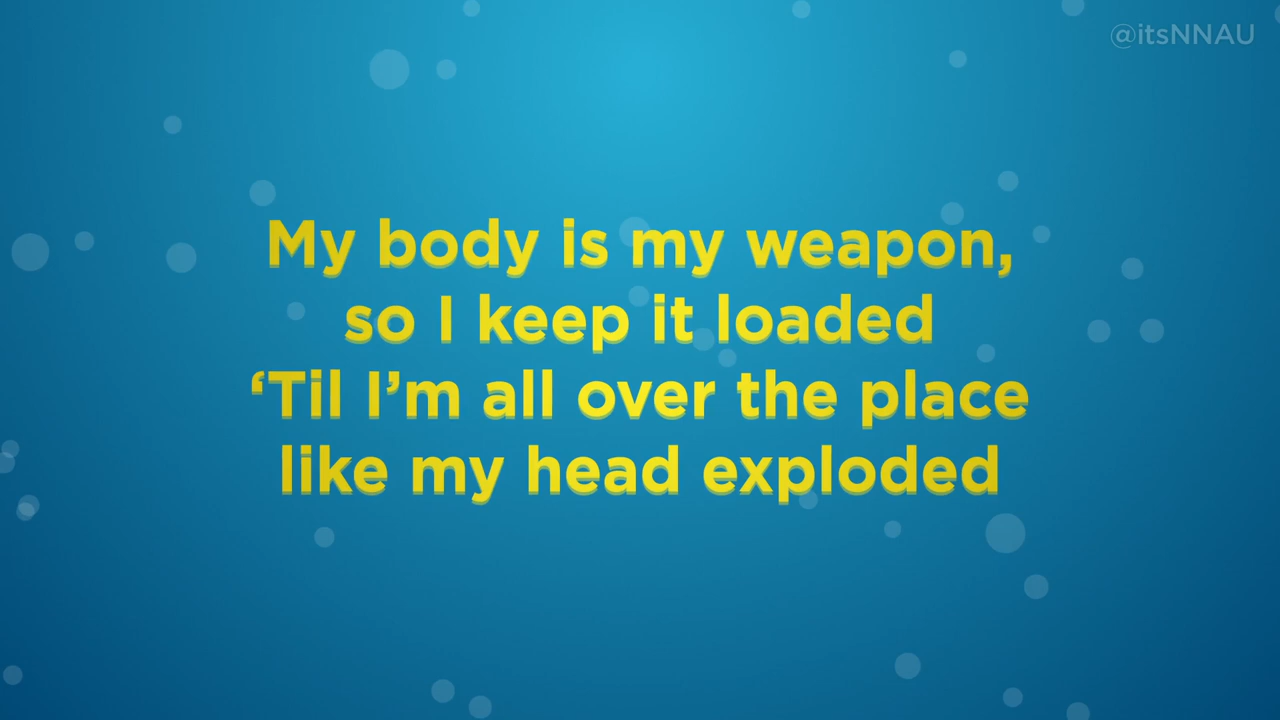 @itsNNAU
My body is my weapon,
so I keep it loaded
‘Til I’m all over the place
like my head exploded